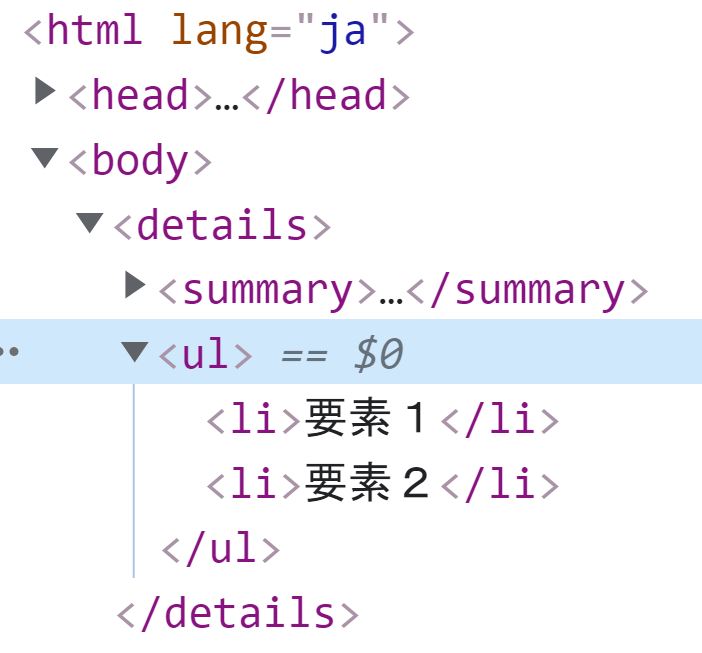 <html lang="ja">
<head>…</head>
<body>
<details>
<summary>…</summary>
<ul> == $0
<li>要素１</li>
<li>要素２</li>
</ul>
</details>